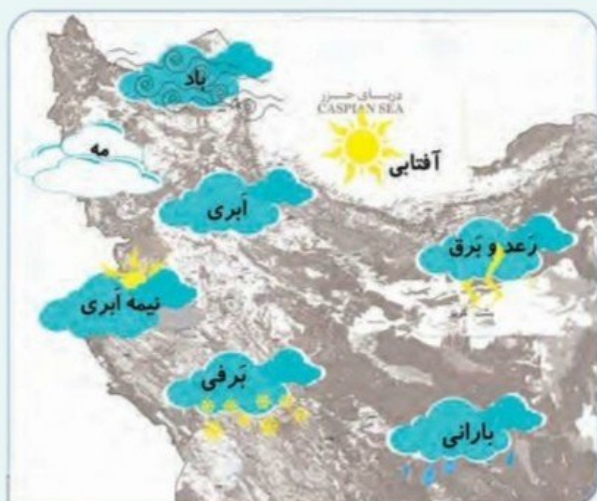 باد
دریای خزر
CASPIAN SEA
مه
آفتابی
اَبری
رَعد و بَرق
نیمه اَبری
بَرفی
بارانی